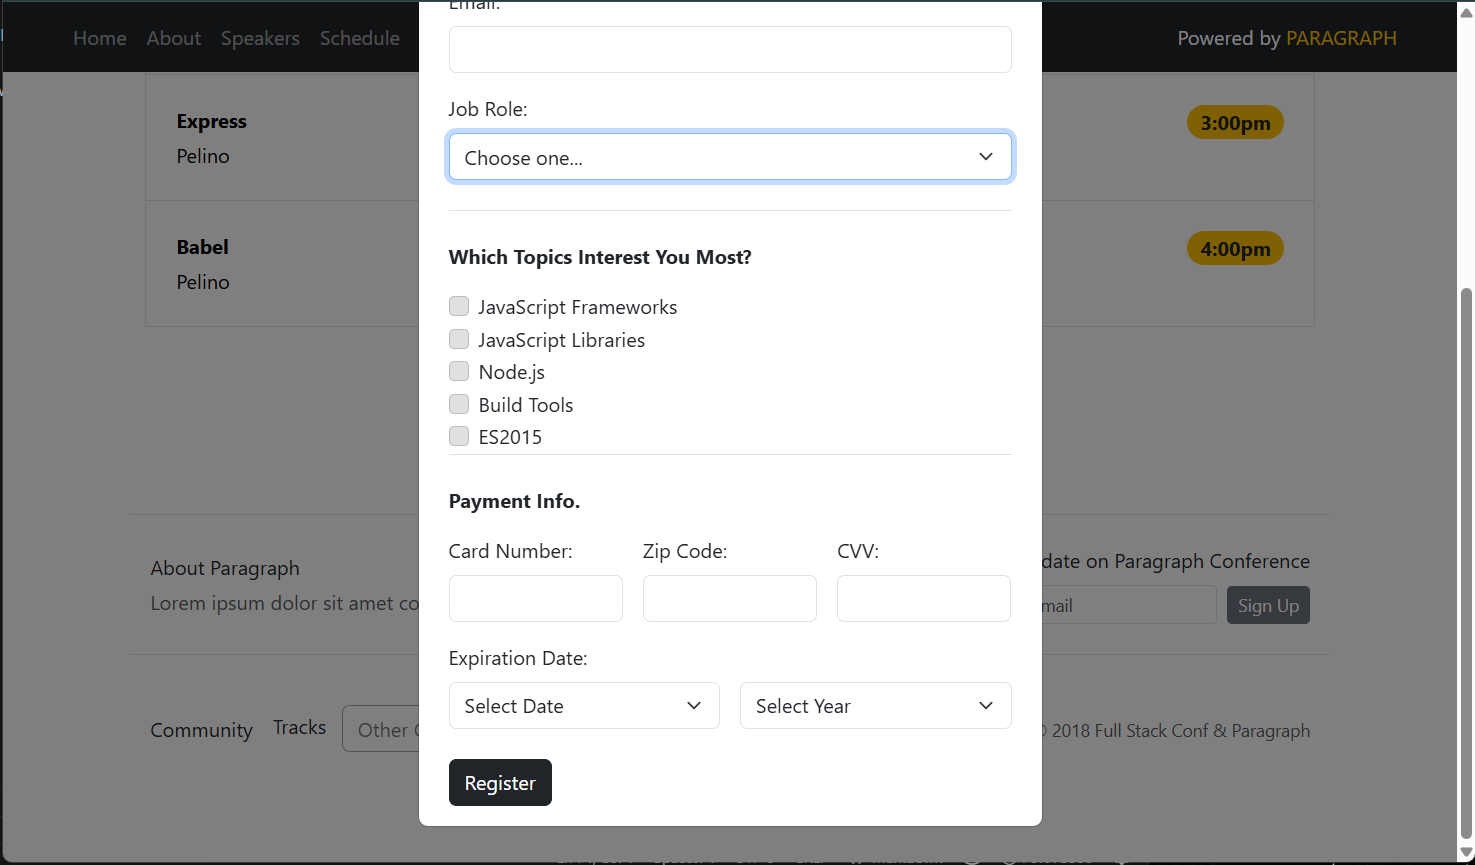 Email:
Home About Speakers Schedule
Powered by PARAGRAPH
Job Role:
Choose one...
Express
Pelino
3:00pm
Babel
Pelino
4:00pm
Which Topics Interest You Most?
JavaScript Frameworks
JavaScript Libraries
Node.js
Build Tools
ES2015
Payment Info.
Card Number: Zip Code: CVV:
Expiration Date:
Select Date Select Year
Register
About Paragraph
Lorem ipsum dolor sit amet co
date on Paragraph Conference
mail Sign Up
Community Tracks Other
© 2018 Full Stack Conf & Paragraph